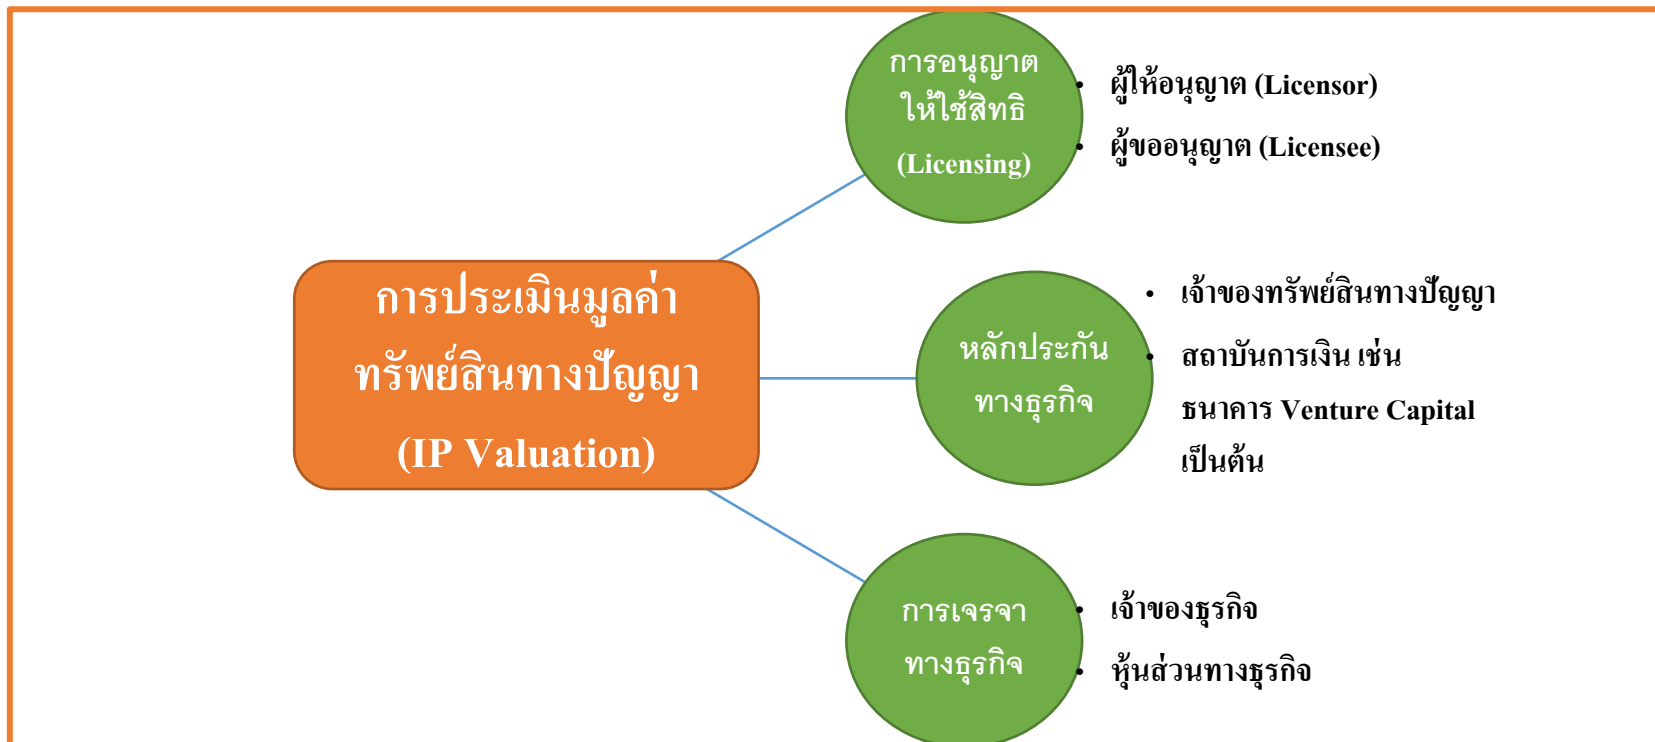 การอนุญาต
ให้ใช้สิทธิ
(Licensing)
• ผู้ให้อนุญาต (Licensor)
• ผู้ขออนุญาต (Licensee)
การประเมินมูลค่า
ทรัพย์สินทางปัญญา
(IP Valuation)
หลักประกัน
ทางธุรกิจ
• เจ้าของทรัพย์สินทางปัญญา
• สถาบันการเงิน เช่น
ธนาคาร Venture Capital
เป็นต้น
การเจรจา
ทางธุรกิจ
• เจ้าของธุรกิจ
• หุ้นส่วนทางธุรกิจ